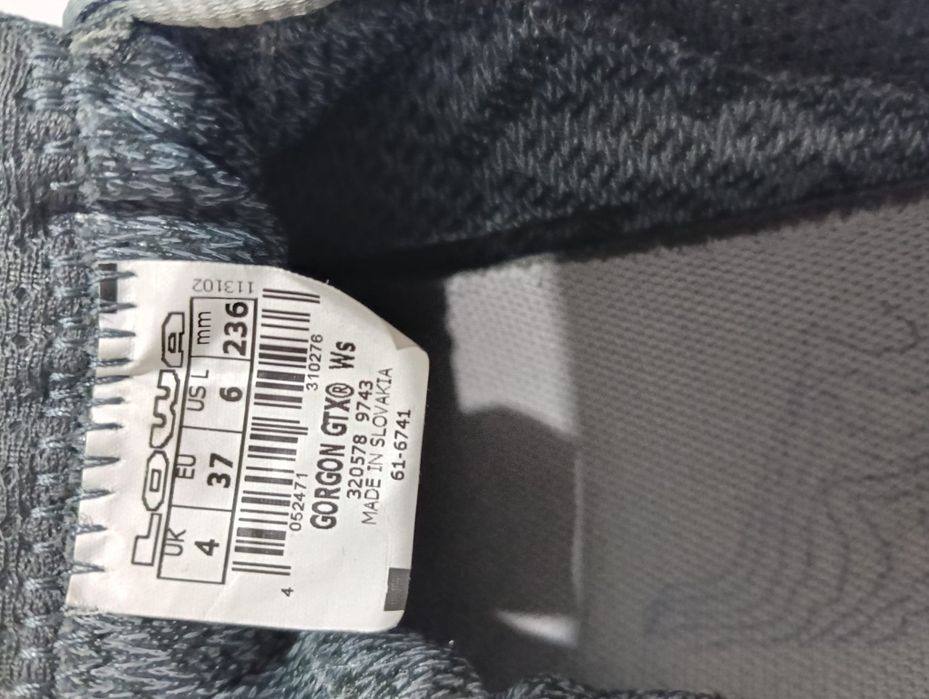 LOWA
UK EU US L mm
4 37 6 236
113102
4 052471 310276
GORGON GTX® Ws
320578 9743
MADE IN SLOVAKIA
61-6741